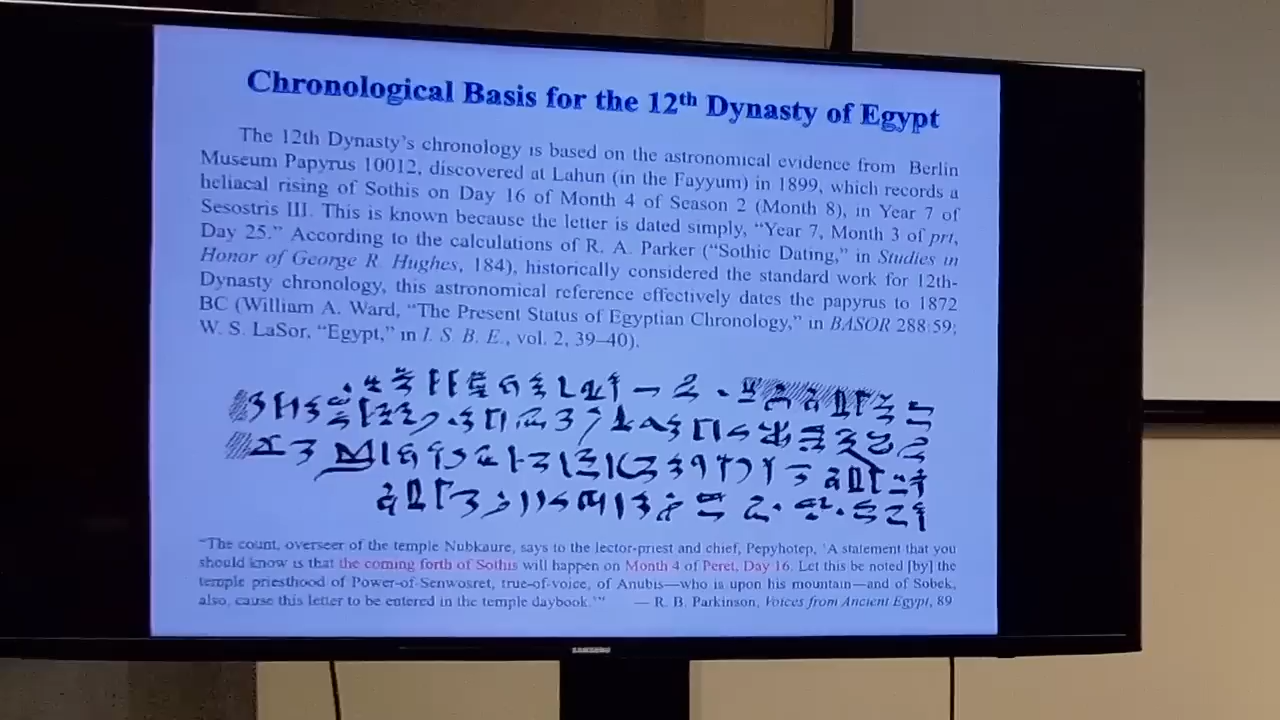 Chronological Basis for the 12th Dynasty of Egypt
The 12th Dynasty's chronology is based on the astronomical evidence from Berlin
Museum Papyrus 10012, discovered at Lahun (in the Fayyum) in 1899, which records a
heliacal rising of Sothis on Day 16 of Month 4 of Season 2 (Month 8), in Year 7 of
Sesostris III. This is known because the letter is dated simply, “Year 7, Month 3 of prt,
Day 25.” According to the calculations of R. A. Parker (“Sothic Dating,” in Studies in
Honor of George R. Hughes, 184), historically considered the standard work for 12th-
Dynasty chronology, this astronomical reference effectively dates the papyrus to 1872
BC (William A. Ward, “The Present Status of Egyptian Chronology,” in BASOR 288:59;
W. S. LaSor, “Egypt,” in I. S. B. E., vol. 2, 39–40).
“The count, overseer of the temple Nubkaure, says to the lector-priest and chief, Pepyhotep, ‘A statement that you
should know is that the coming forth of Sothis will happen on Month 4 of Peret, Day 16. Let this be noted [by] the
temple priesthood of Power-of-Senwosret, true-of-voice, of Anubis—who is upon his mountain—and of Sobek,
also, cause this letter to be entered in the temple daybook.’” — R. B. Parkinson, Voices from Ancient Egypt, 89
SAMSUNG